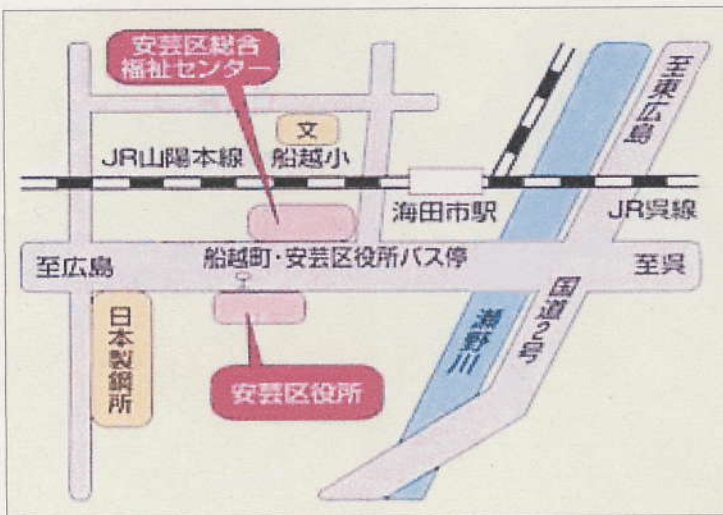 安芸区総合
福祉センター
至東広島
文
JR山陽本線
船越小
海田市駅
JR呉線
至広島
船越町・安芸区役所バス停
至呉
日本製鋼所
瀬野川
国道2号
安芸区役所